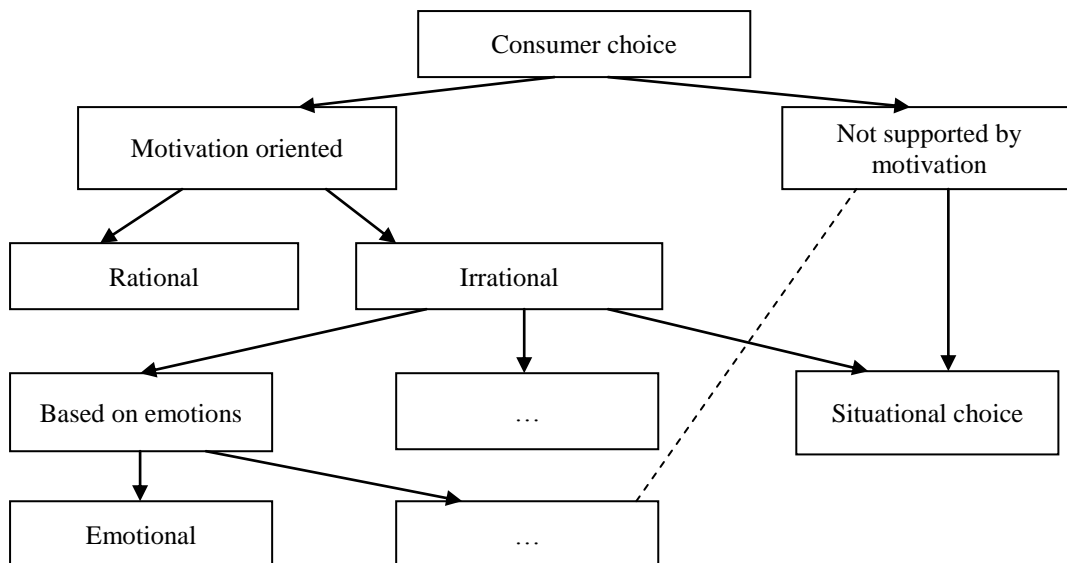 Consumer choice
Motivation oriented
Not supported by
motivation
Rational
Irrational
Based on emotions
…
Situational choice
Emotional
…